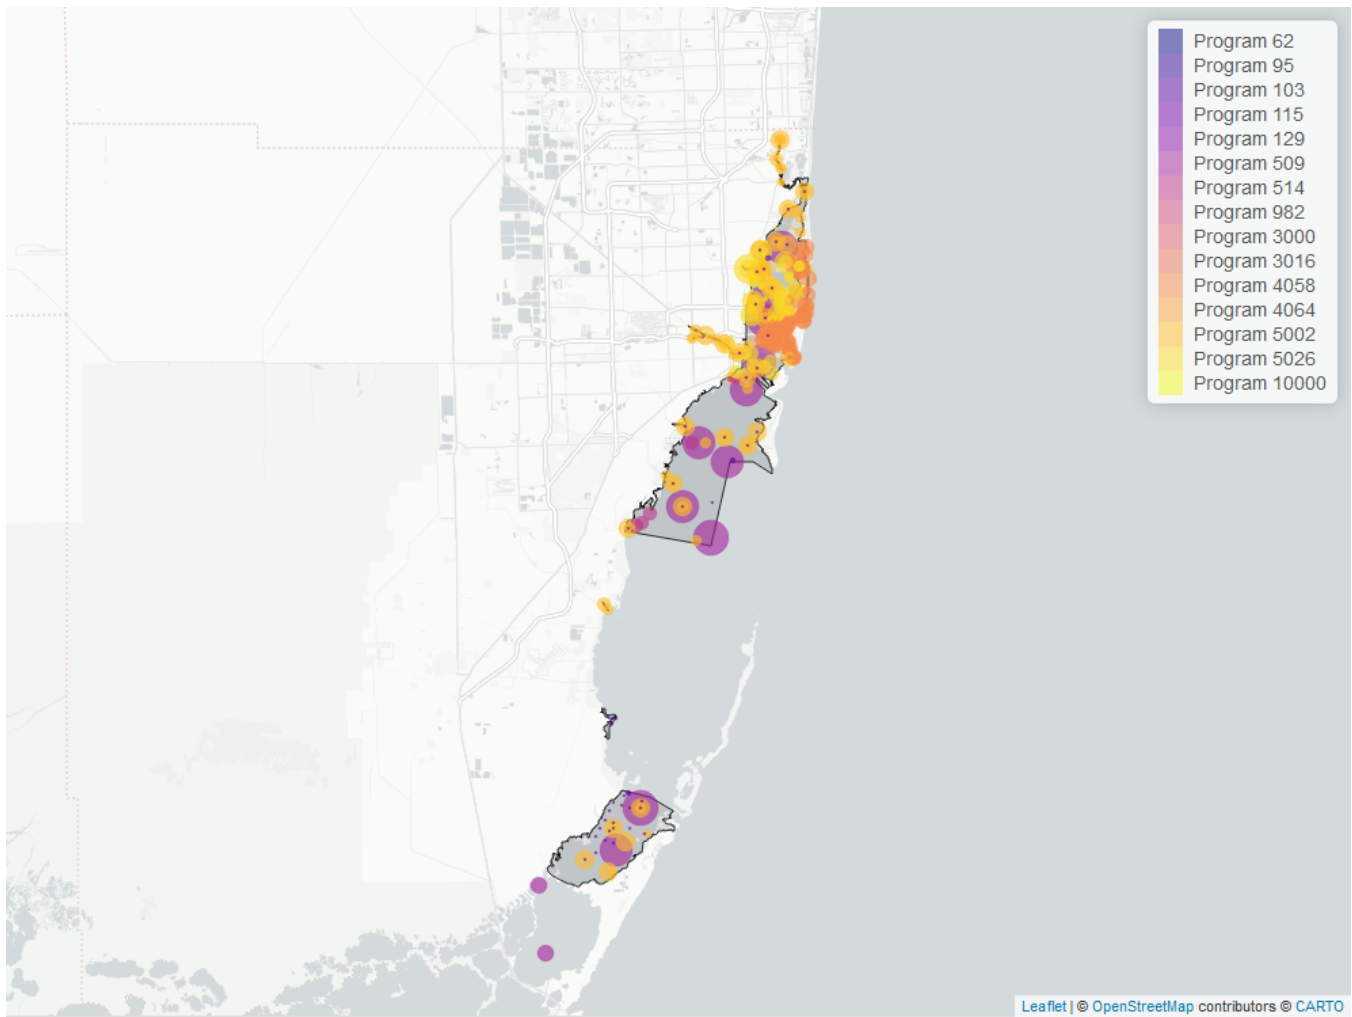 Program 62
Program 95
Program 103
Program 115
Program 129
Program 509
Program 514
Program 982
Program 3000
Program 3016
Program 4058
Program 4064
Program 5002
Program 5026
Program 10000
Leaflet | © OpenStreetMap contributors © CARTO